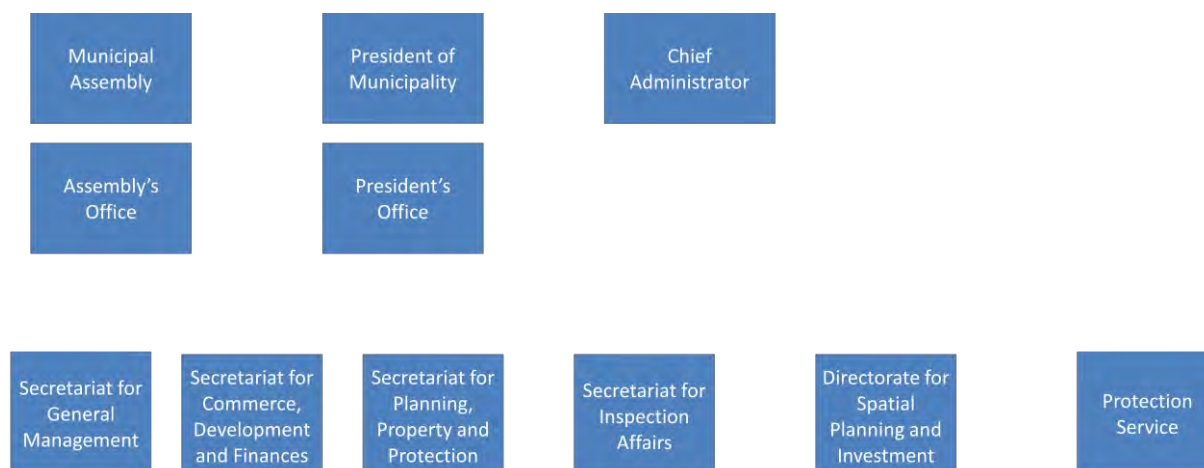 Municipal
Assembly
President of
Municipality
Chief
Administrator
Assembly’s
Office
President’s
Office
Secretariat for
General
Management
Secretariat for
Commerce,
Development
and Finances
Secretariat for
Planning,
Property and
Protection
Secretariat for
Inspection
Affairs
Directorate for
Spatial
Planning and
Investment
Protection
Service